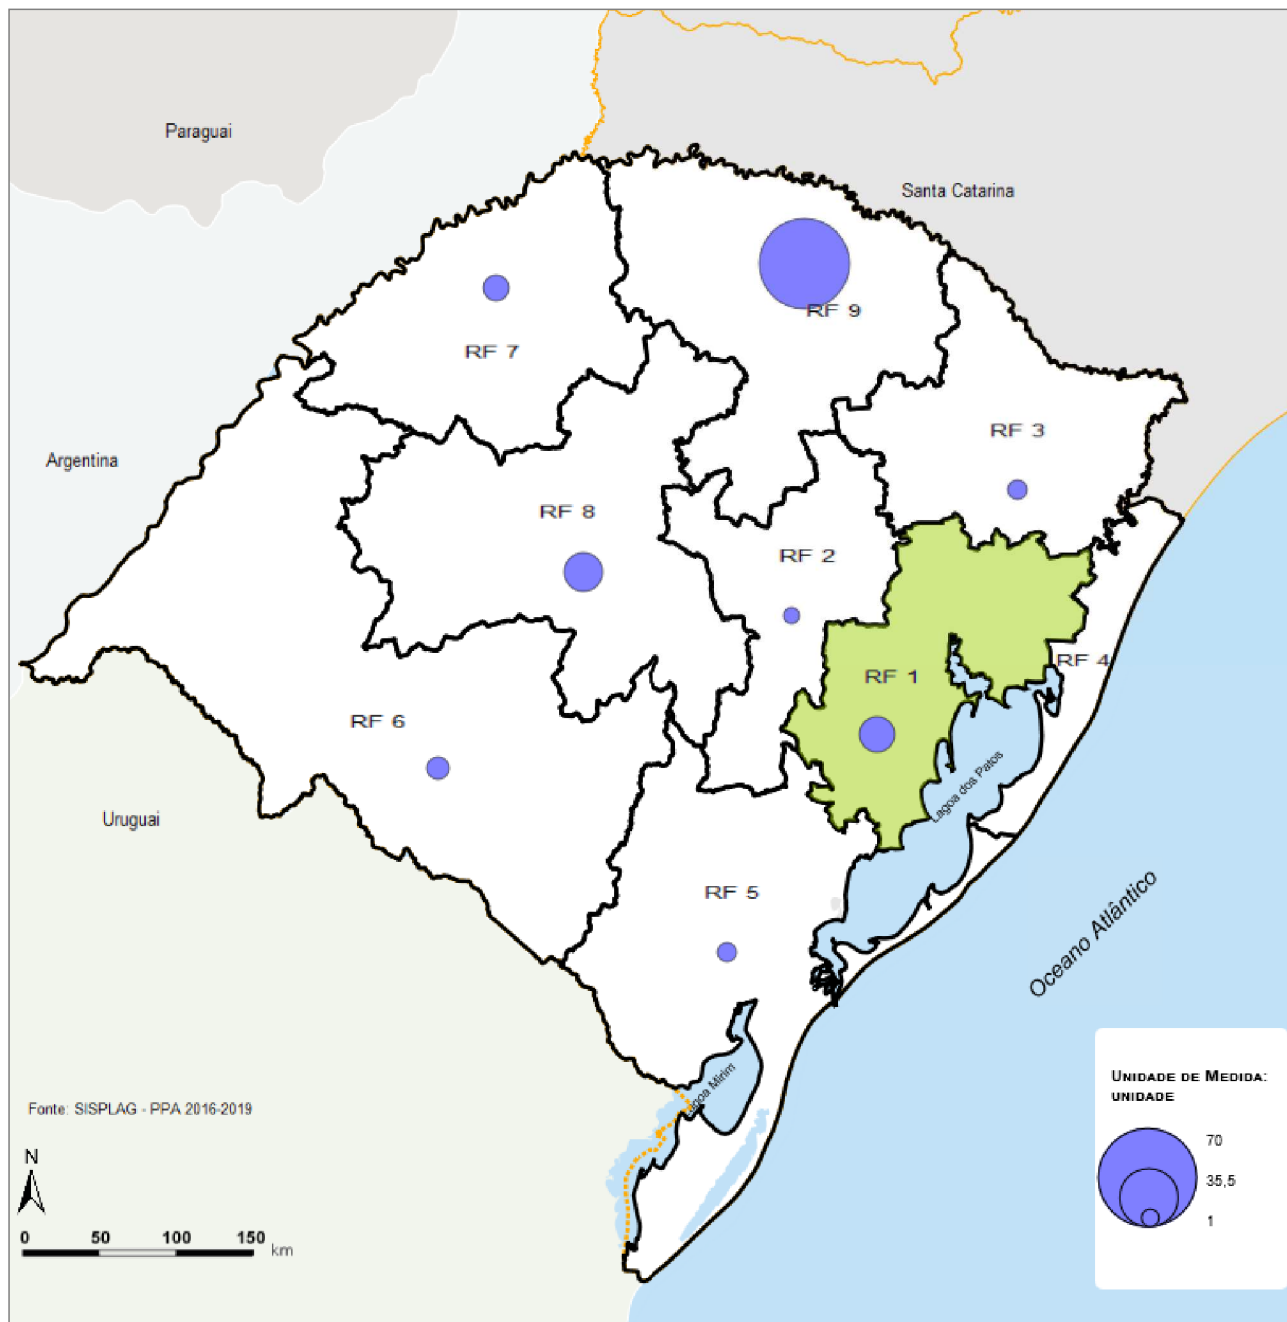 Paraguai
Santa Catarina
RF 9
RF 7
RF 3
Argentina
RF 8
RF 2
RF 4
RF 1
RF 6
Lagoa dos Patos
Uruguai
RF 5
Oceano Atlântico
Lagoa Mirim
Fonte: SISPLAG - PPA 2016-2019
N
0 50 100 150
km
UNIDADE DE MEDIDA:
UNIDADE
70
35,5
1